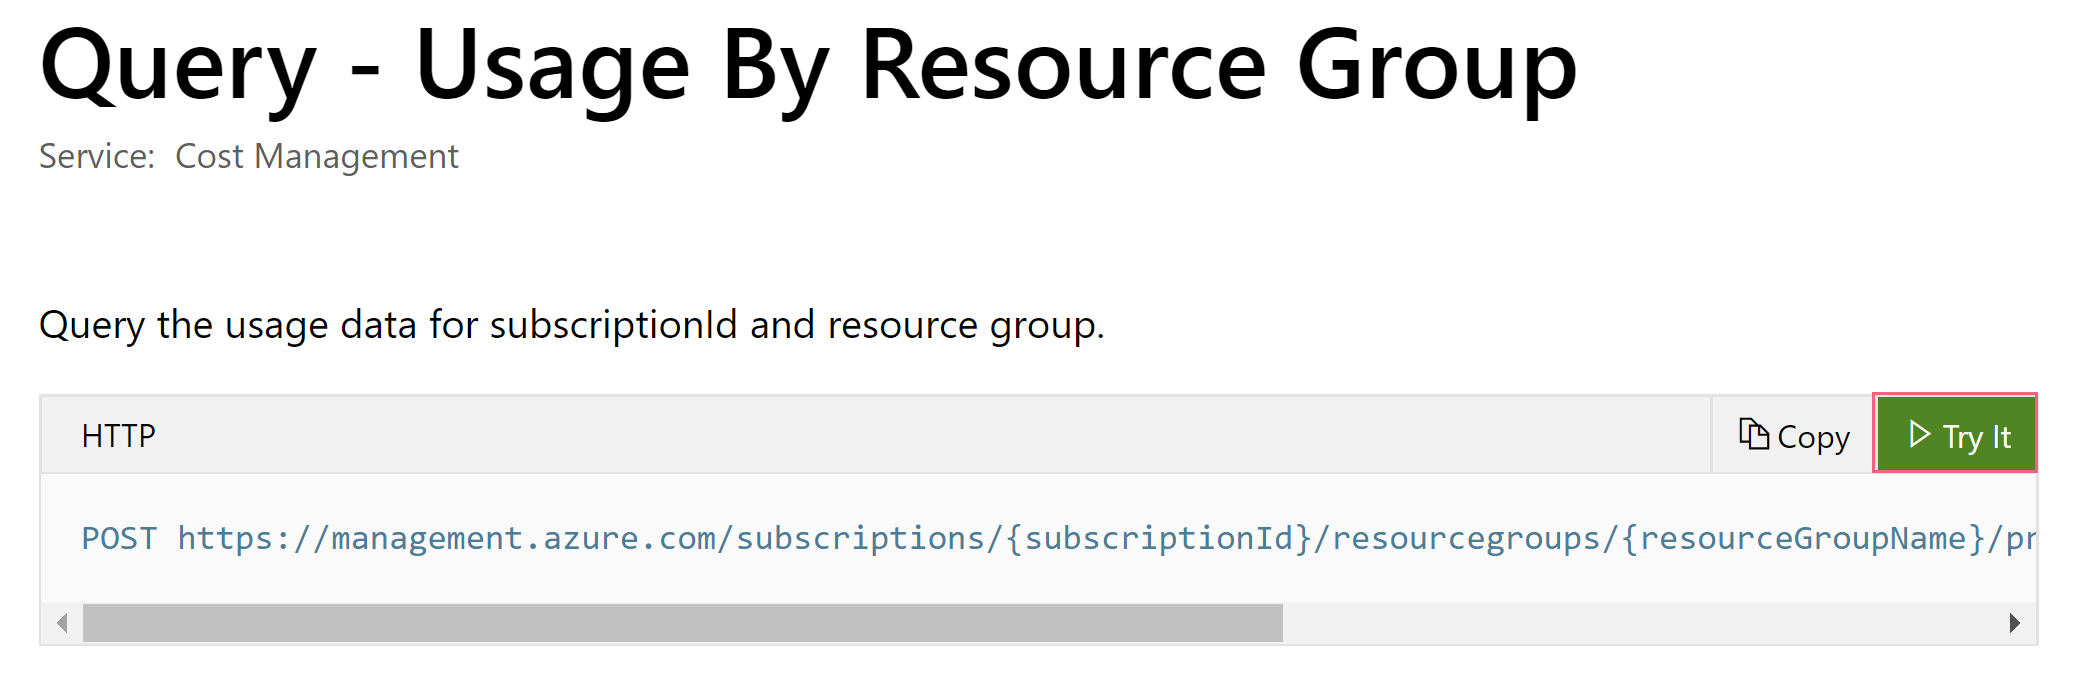 Query - Usage By Resource Group
Service: Cost Management
Query the usage data for subscriptionId and resource group.
HTTP
Copy
Try It
POST https://management.azure.com/subscriptions/{subscriptionId}/resourcegroups/{resourceGroupName}/pr